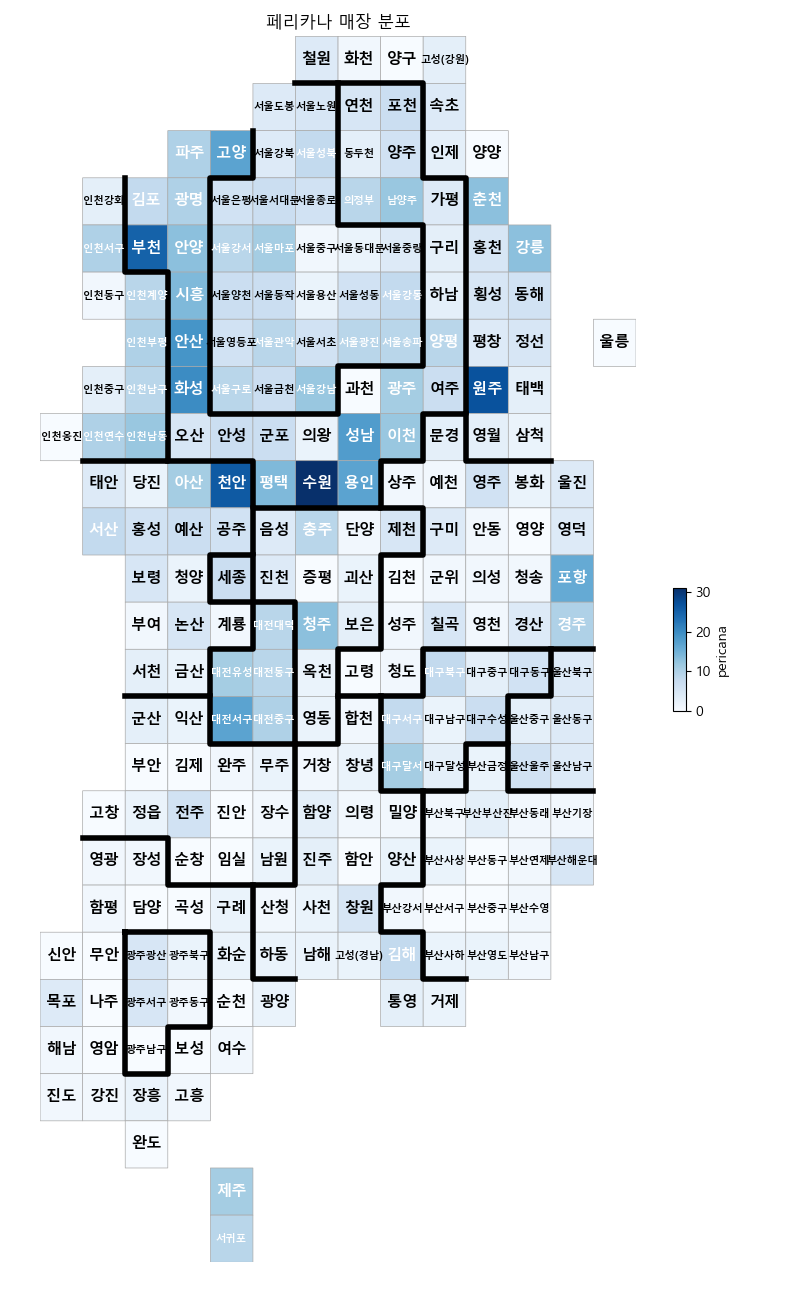 페리카나 매장 분포
철원 화천 양구 고성(강원)
서울도봉 서울노원 연천 포천 속초
파주 고양 서울강북 서울성북 동두천 양주 인제 양양
인천강화 김포 광명 서울은평 서울서대문 서울종로 의정부 남양주 가평 춘천
인천서구 부천 안양 서울강서 서울마포 서울중구 서울동대문 서울중랑 구리 홍천 강릉
인천동구 인천계양 시흥 서울양천 서울동작 서울용산 서울성동 서울강동 하남 횡성 동해
인천부평 안산 서울영등포 서울관악 서울서초 서울광진 서울송파 양평 평창 정선 울릉
인천중구 인천남구 화성 서울구로 서울금천 서울강남 과천 광주 여주 원주 태백
인천옹진 인천연수 인천남동 오산 안성 군포 의왕 성남 이천 문경 영월 삼척
태안 당진 아산 천안 평택 수원 용인 상주 예천 영주 봉화 울진
서산 홍성 예산 공주 음성 충주 단양 제천 구미 안동 영양 영덕
보령 청양 세종 진천 증평 괴산 김천 군위 의성 청송 포항
부여 논산 계룡 대전대덕 청주 보은 성주 칠곡 영천 경산 경주
서천 금산 대전유성 대전동구 옥천 고령 청도 대구북구 대구중구 대구동구 울산북구
군산 익산 대전서구 대전중구 영동 합천 대구서구 대구남구 대구수성 울산중구 울산동구
부안 김제 완주 무주 거창 창녕 대구달서 대구달성 부산금정 울산울주 울산남구
고창 정읍 전주 진안 장수 함양 의령 밀양 부산북구 부산부산진 부산동래 부산기장
영광 장성 순창 임실 남원 진주 함안 양산 부산사상 부산동구 부산연제 부산해운대
함평 담양 곡성 구례 산청 사천 창원 부산강서 부산서구 부산중구 부산수영
신안 무안 광주광산 광주북구 화순 하동 남해 고성(경남) 김해 부산사하 부산영도 부산남구
목포 나주 광주서구 광주동구 순천 광양 통영 거제
해남 영암 광주남구 보성 여수
진도 강진 장흥 고흥
완도
제주
서귀포
30
20
10
0
pericana